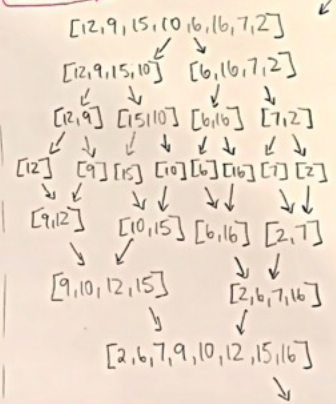 [12,9,15,10,6,16,7,2]
[12,9,15,10] [6,16,7,2]
[12,9] [15,10] [6,16] [7,2]
[12] [9] [15] [10] [6] [16] [7] [2]
[9,12] [10,15] [6,16] [2,7]
[9,10,12,15] [2,6,7,16]
[2,6,7,9,10,12,15,16]